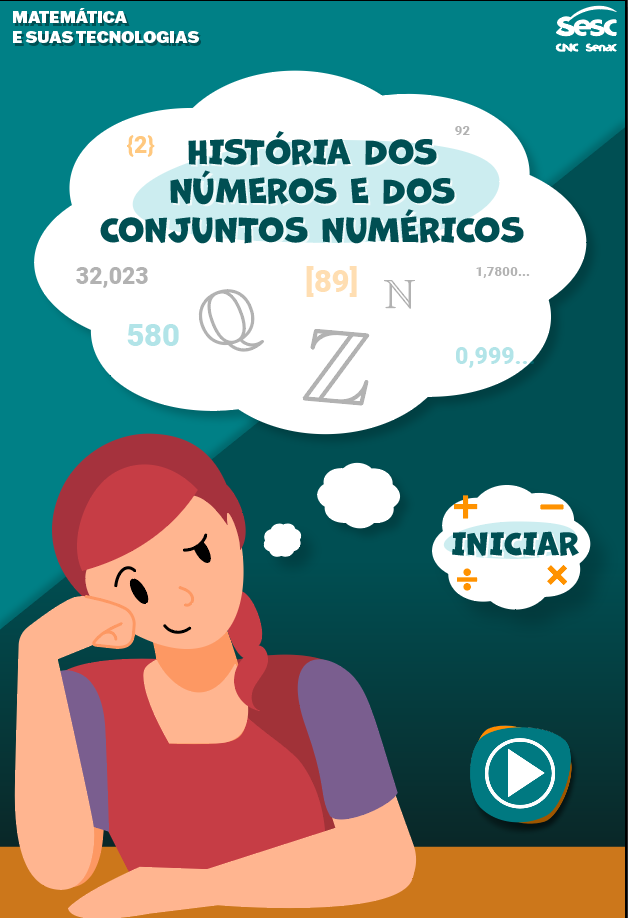 MATEMÁTICA
E SUAS TECNOLOGIAS
Sesc
CNC Senac
{2}
92
HISTÓRIA DOS
NÚMEROS E DOS
CONJUNTOS NUMÉRICOS
32,023
[89]
1,7800...
ℚ
ℕ
580
ℤ
0,999..
+ −
INICIAR
÷ ×